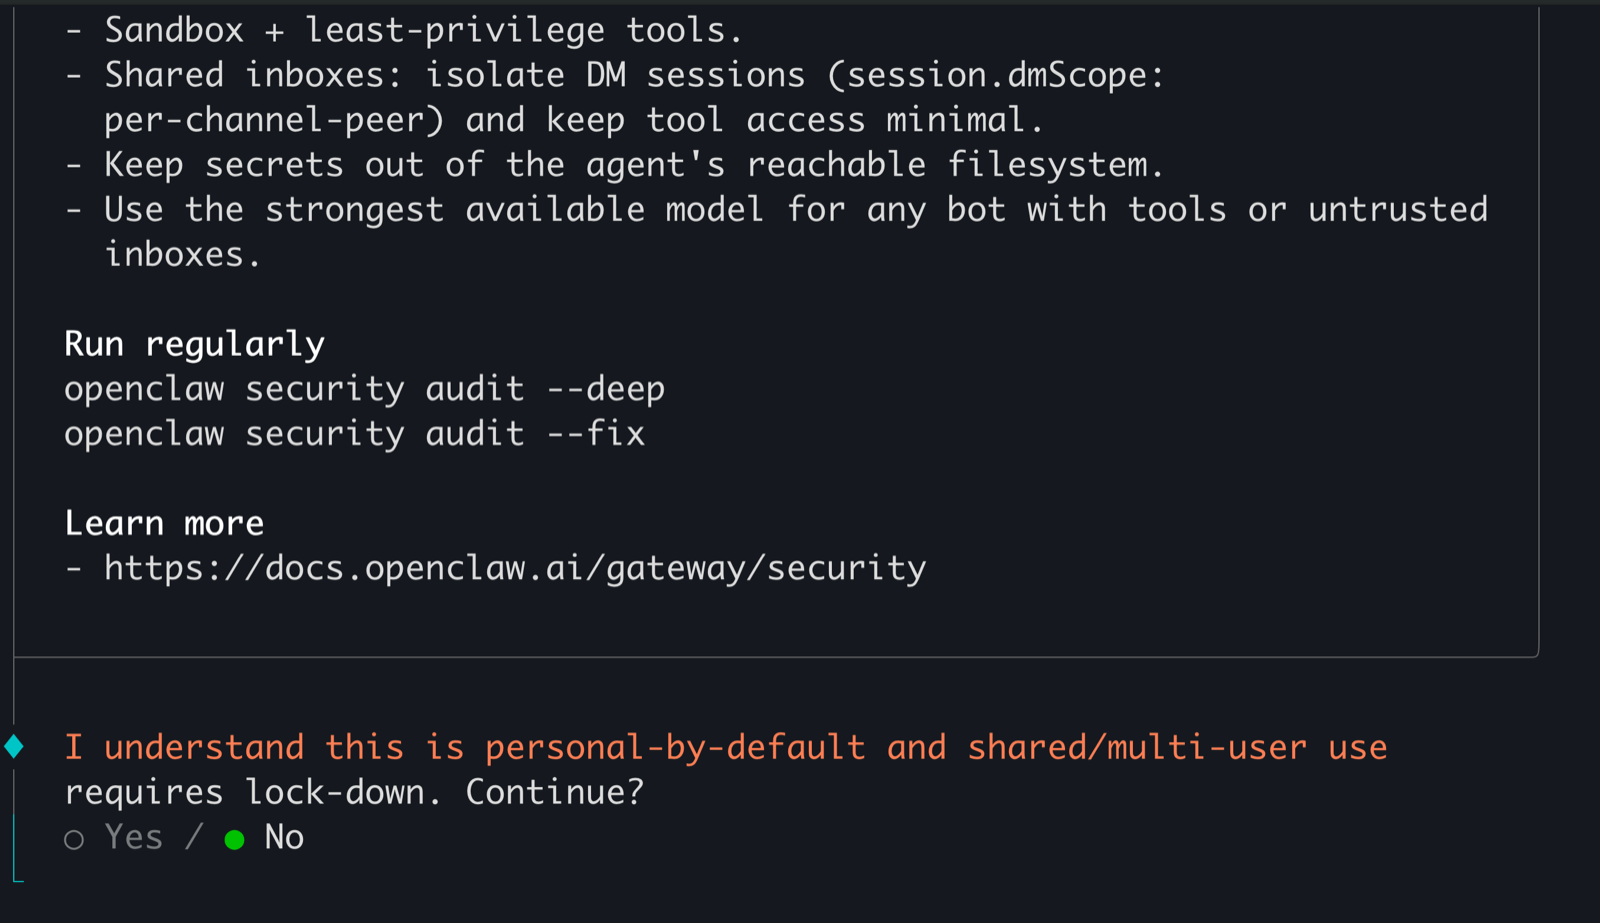 - Sandbox + least-privilege tools.
- Shared inboxes: isolate DM sessions (session.dmScope:
per-channel-peer) and keep tool access minimal.
- Keep secrets out of the agent's reachable filesystem.
- Use the strongest available model for any bot with tools or untrusted
inboxes.
Run regularly
openclaw security audit --deep
openclaw security audit --fix
Learn more
- https://docs.openclaw.ai/gateway/security
I understand this is personal-by-default and shared/multi-user use
requires lock-down. Continue?
○ Yes / ● No